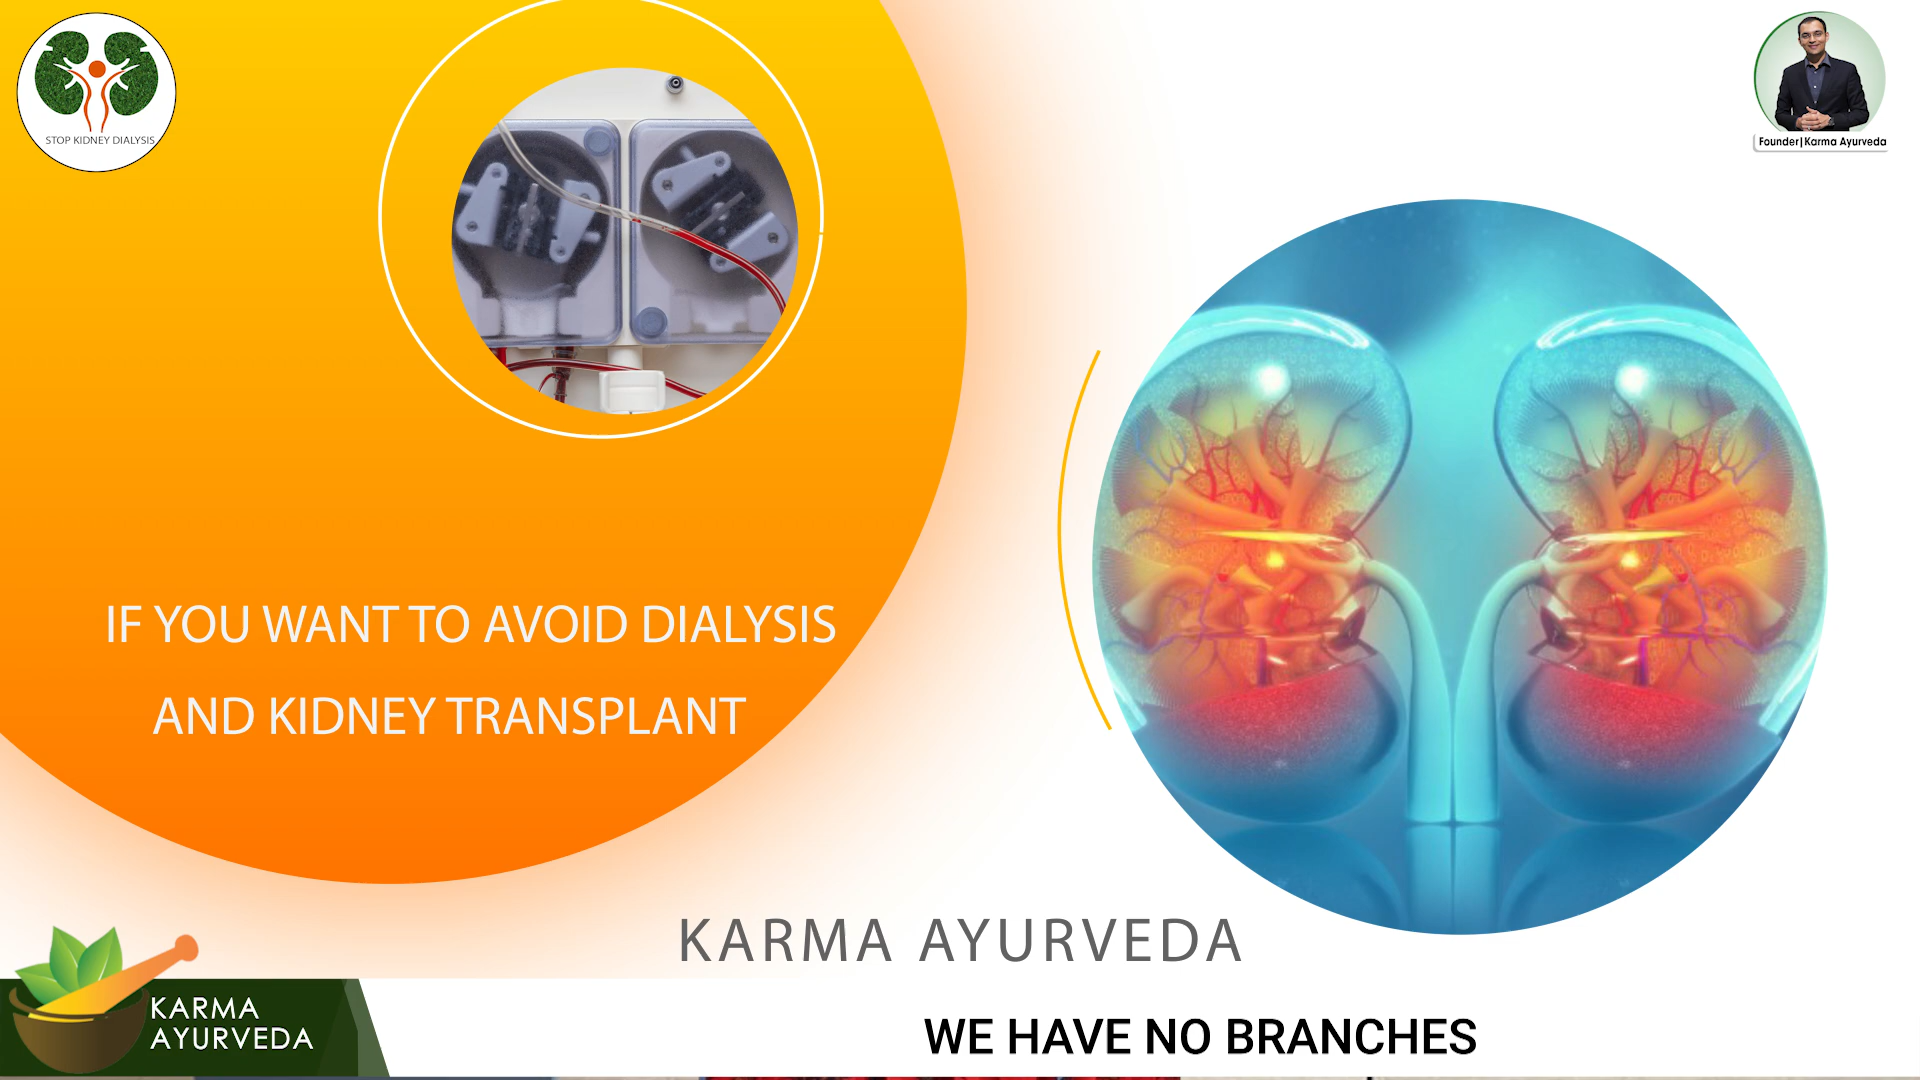 STOP KIDNEY DIALYSIS
Founder|Karma Ayurveda
IF YOU WANT TO AVOID DIALYSIS
AND KIDNEY TRANSPLANT
KARMA AYURVEDA
KARMA
AYURVEDA
WE HAVE NO BRANCHES